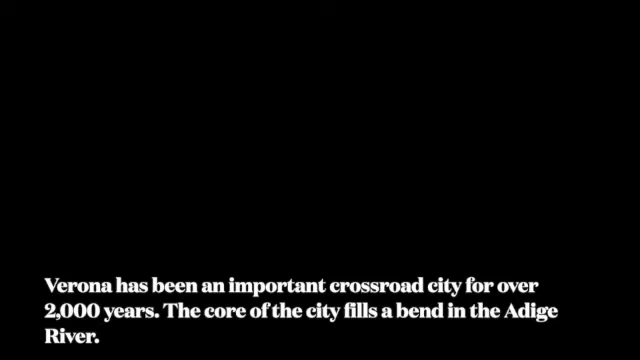 Verona has been an important crossroad city for over
2,000 years. The core of the city fills a bend in the Adige
River.